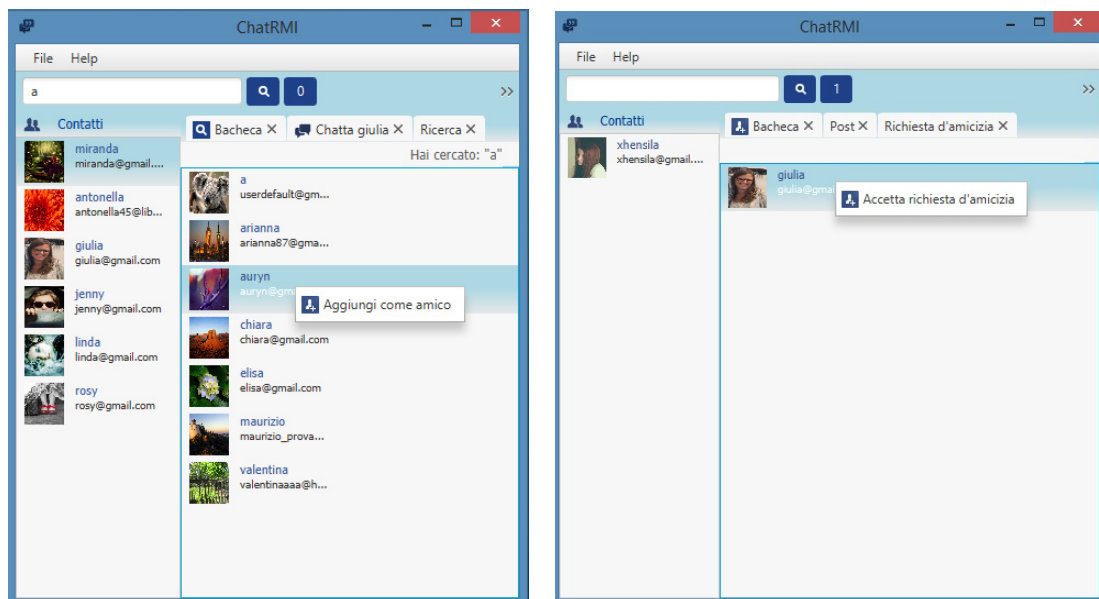 ChatRMI
File Help
a
0
Contatti
Bacheca Chatta giulia Ricerca
Hai cercato: "a"
miranda
miranda@gmail....
antonella
antonella45@lib...
giulia
giulia@gmail.com
jenny
jenny@gmail.com
linda
linda@gmail.com
rosy
rosy@gmail.com
a
userdefault@gm...
arianna
arianna87@gma...
auryn
auryn@gm
Aggiungi come amico
chiara
chiara@gmail.com
elisa
elisa@gmail.com
maurizio
maurizio_prova...
valentina
valentinaaaa@h...
ChatRMI
File Help
1
Contatti
Bacheca Post Richiesta d'amicizia
xhensila
xhensila@gmail....
giulia
giulia@gmai
Accetta richiesta d'amicizia